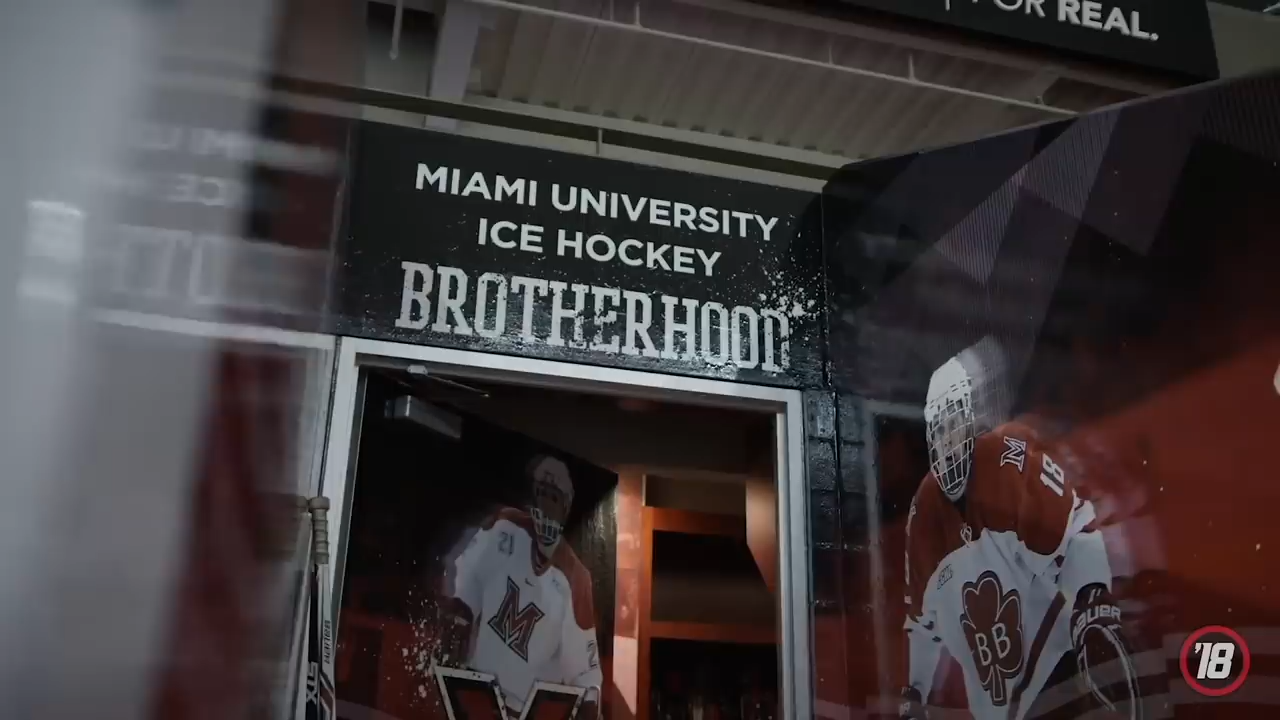 FOR REAL.
MIAMI UNIVERSITY
ICE HOCKEY
BROTHERHOOD
M
18
21
M
BB
BAUER
'18